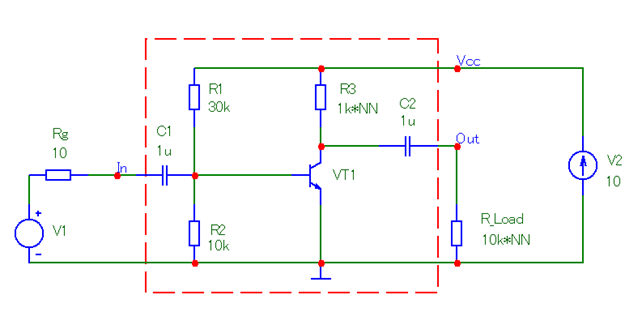 Vcc
R1
30k
R3
1k*NN
C2
1u
Rg
10
C1
1u
In
Out
+
V1
-
VT1
V2
10
R2
10k
R_Load
10k*NN